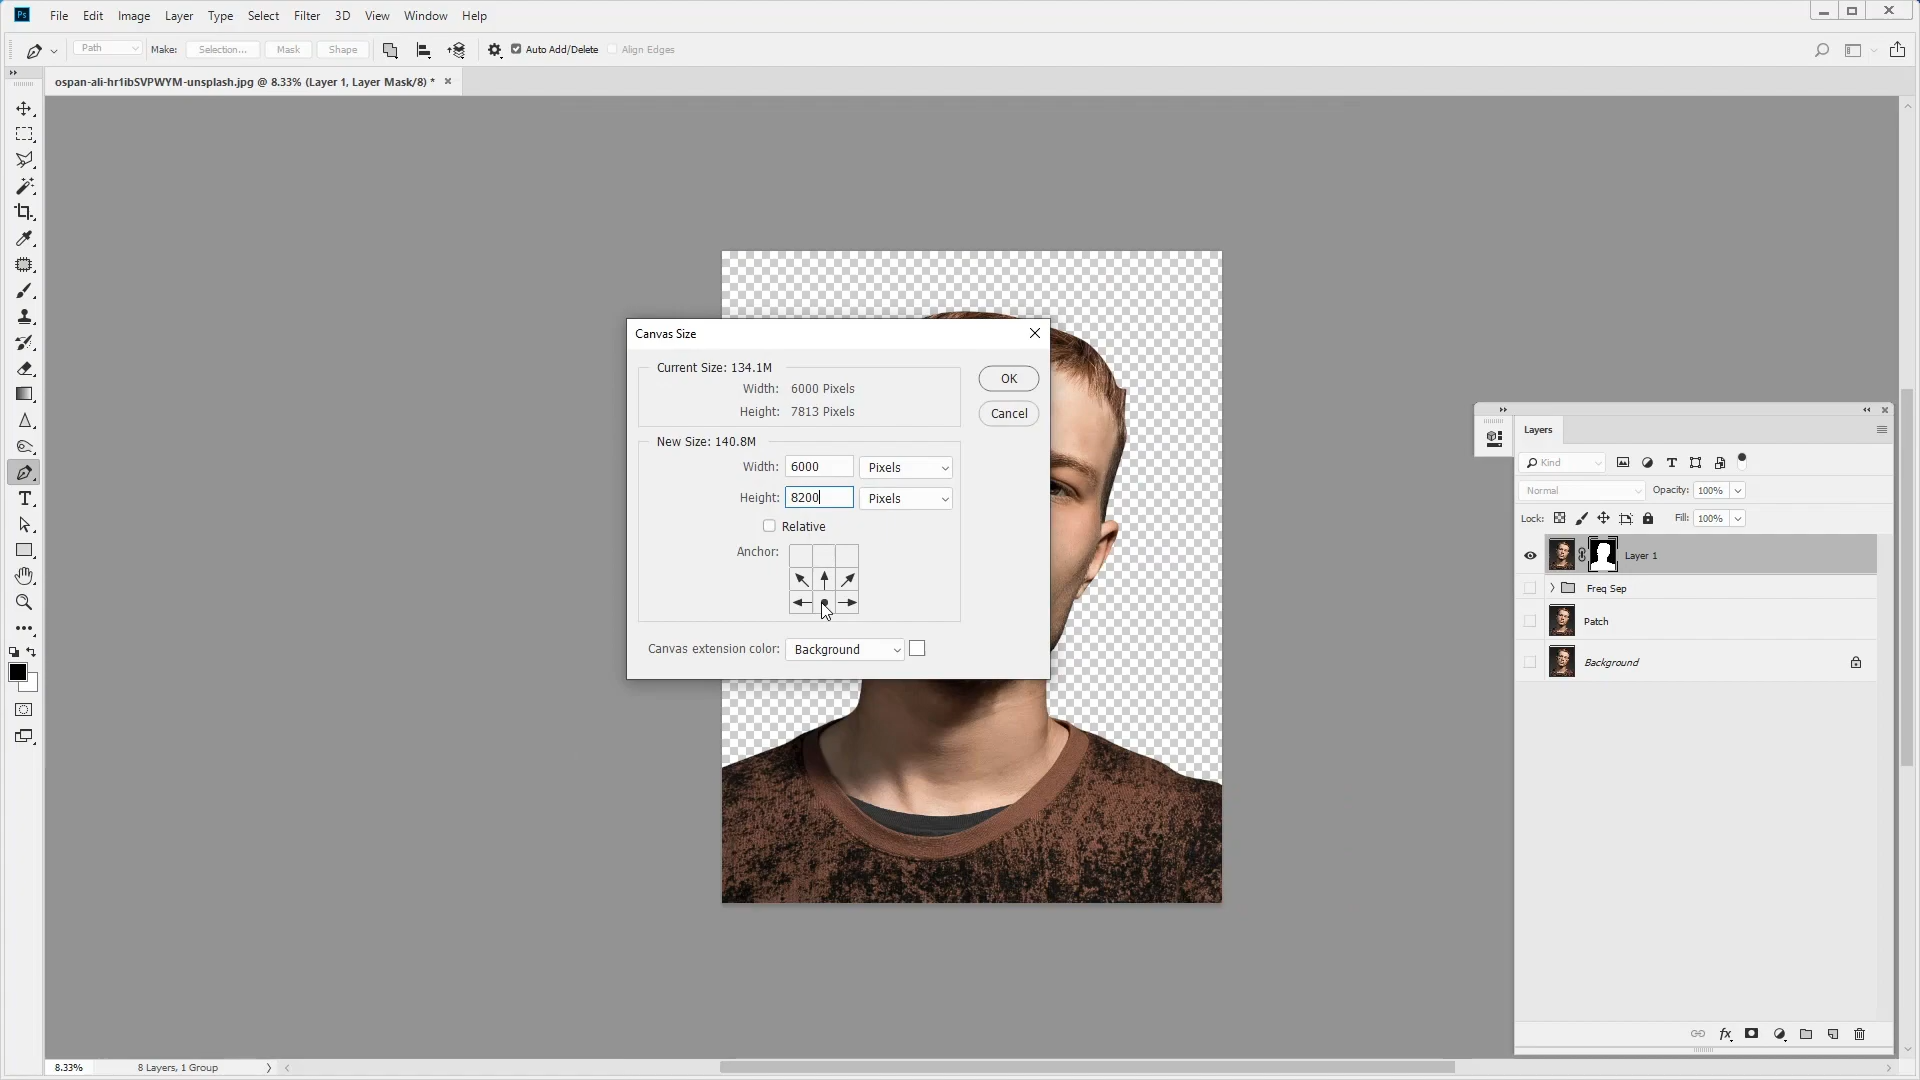 Ps File Edit Image Layer Type Select Filter 3D View Window Help
Path Make: Selection... Mask Shape Auto Add/Delete Align Edges
ospan-ali-hr1ibSVPWYM-unsplash.jpg @ 8.33% (Layer 1, Layer Mask/8) *
Canvas Size
Current Size: 134.1M
Width: 6000 Pixels
Height: 7813 Pixels
OK
Cancel
New Size: 140.8M
Width: 6000 Pixels
Height: 8200 Pixels
Relative
Anchor:
Canvas extension color: Background
Layers
Kind
Normal Opacity: 100%
Lock: Fill: 100%
Layer 1
Freq Sep
Patch
Background
8.33% 8 Layers, 1 Group